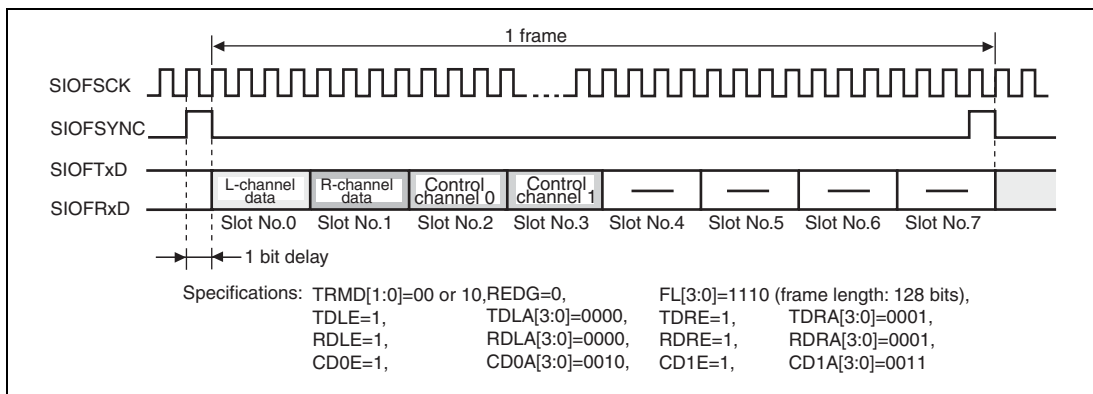 1 frame
SIOFSCK
SIOFSYNC
SIOFTxD
SIOFRxD
L-channel data
R-channel data
Control channel 0
Control channel 1
Slot No.0 Slot No.1 Slot No.2 Slot No.3 Slot No.4 Slot No.5 Slot No.6 Slot No.7
1 bit delay
Specifications: TRMD[1:0]=00 or 10,REDG=0, FL[3:0]=1110 (frame length: 128 bits),
TDLE=1, TDLA[3:0]=0000, TDRE=1, TDRA[3:0]=0001,
RDLE=1, RDLA[3:0]=0000, RDRE=1, RDRA[3:0]=0001,
CD0E=1, CD0A[3:0]=0010, CD1E=1, CD1A[3:0]=0011